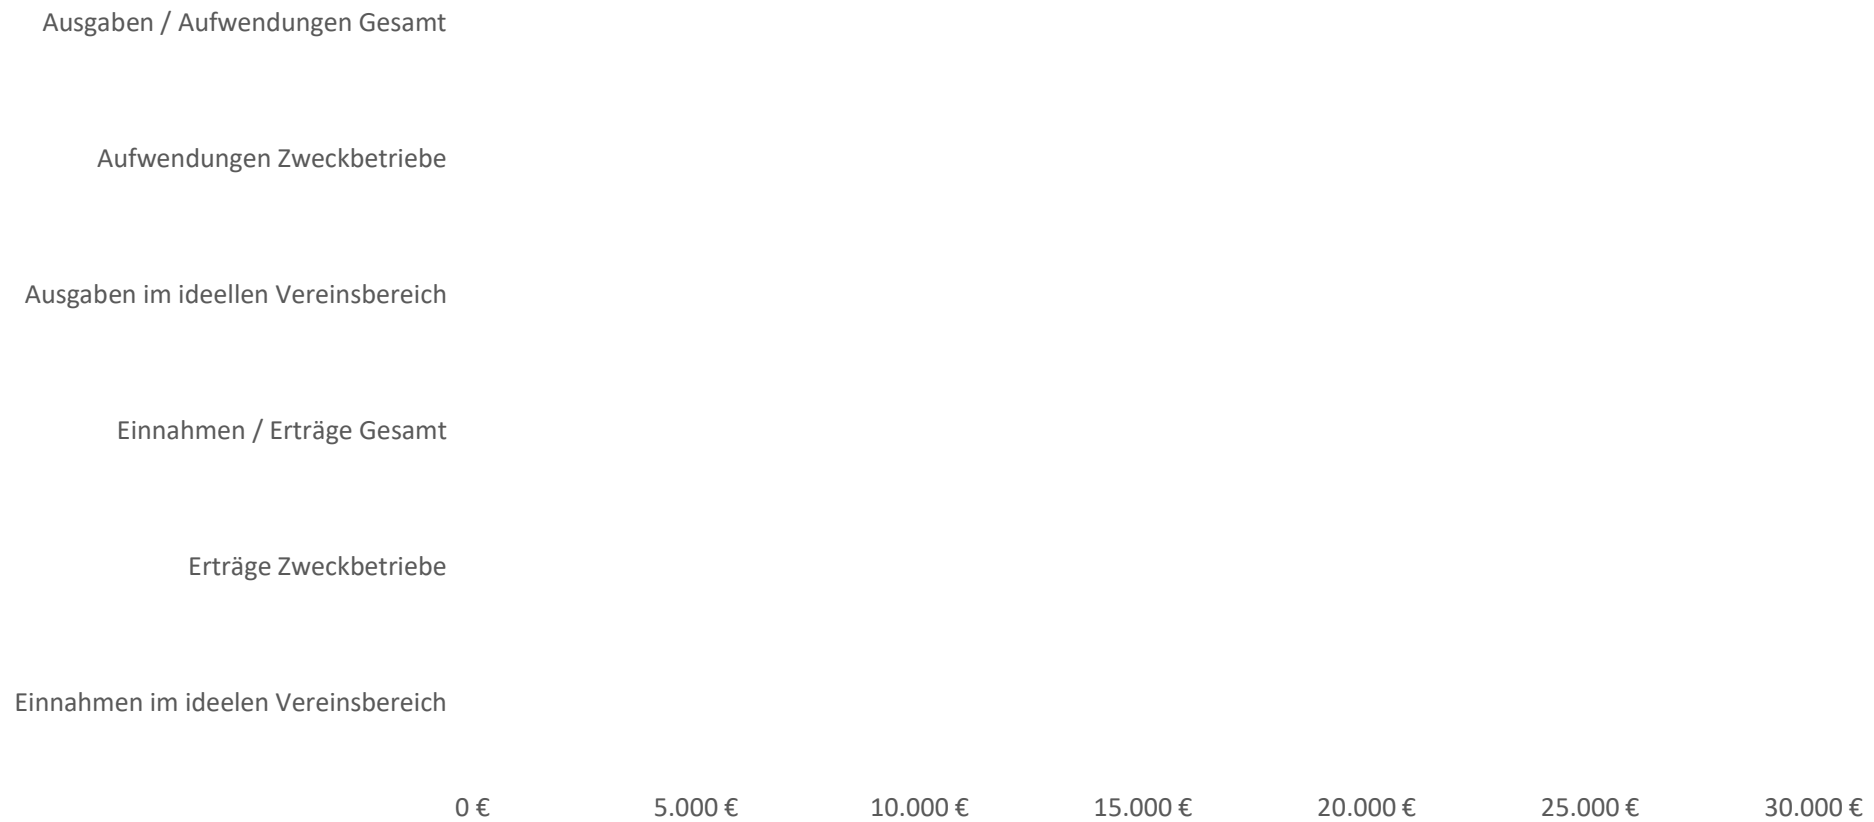 Ausgaben / Aufwendungen Gesamt
Aufwendungen Zweckbetriebe
Ausgaben im ideellen Vereinsbereich
Einnahmen / Erträge Gesamt
Erträge Zweckbetriebe
Einnahmen im ideelen Vereinsbereich
0 € 5.000 € 10.000 € 15.000 € 20.000 € 25.000 € 30.000 €